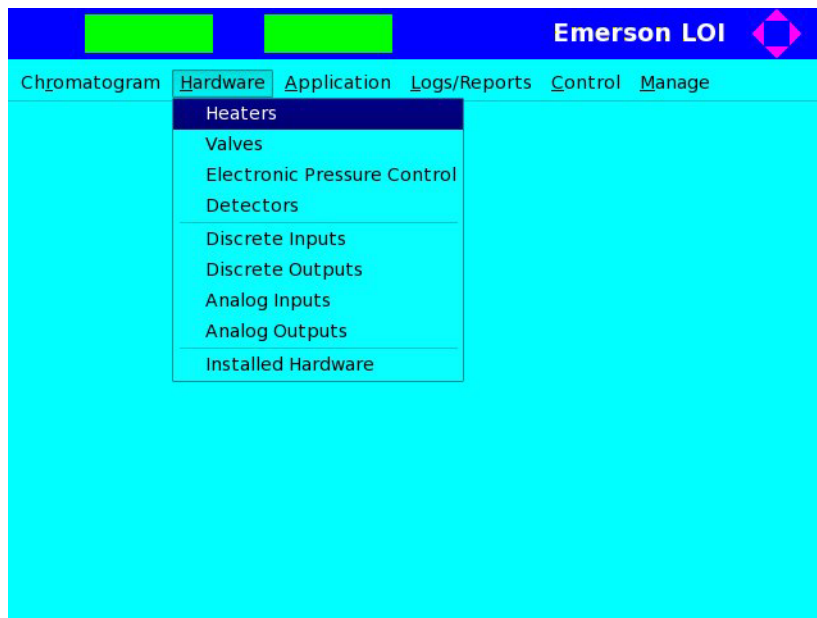 Emerson LOI
Chromatogram Hardware Application Logs/Reports Control Manage
Heaters
Valves
Electronic Pressure Control
Detectors
Discrete Inputs
Discrete Outputs
Analog Inputs
Analog Outputs
Installed Hardware